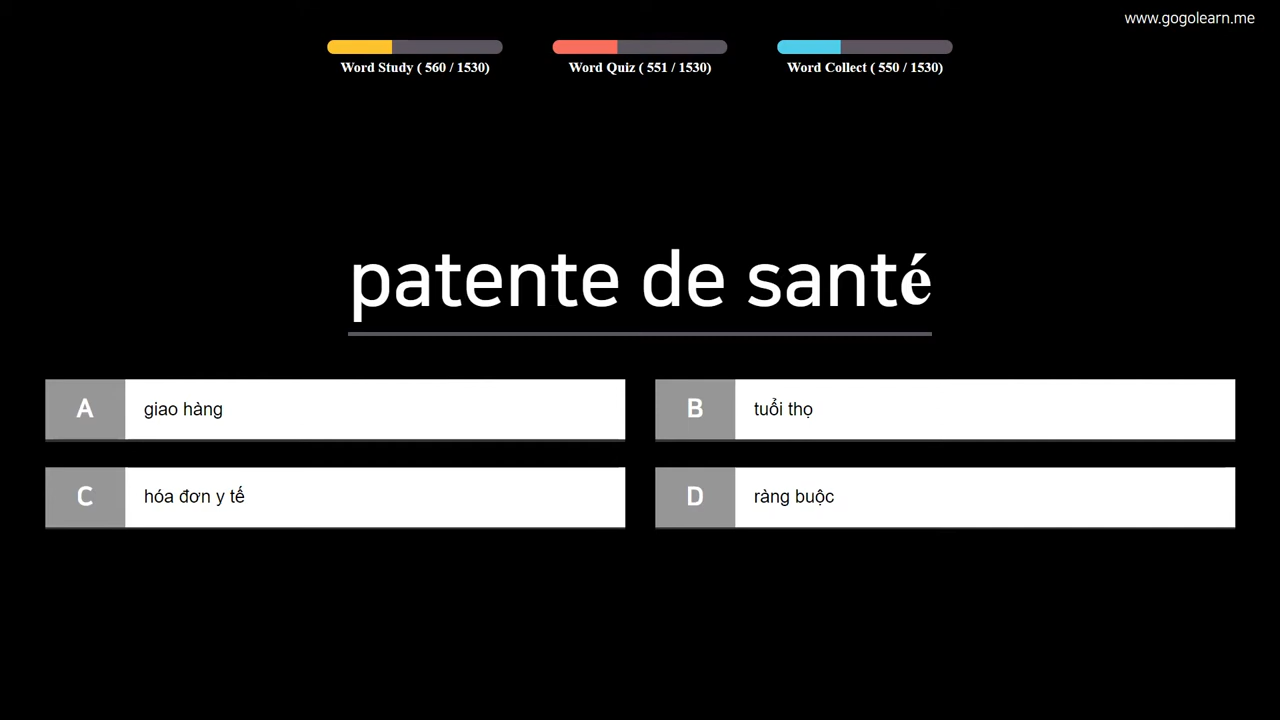 www.gogolearn.me
Word Study ( 560 / 1530)
Word Quiz ( 551 / 1530)
Word Collect ( 550 / 1530)
patente de santé
A giao hàng
B tuổi thọ
C hóa đơn y tế
D ràng buộc